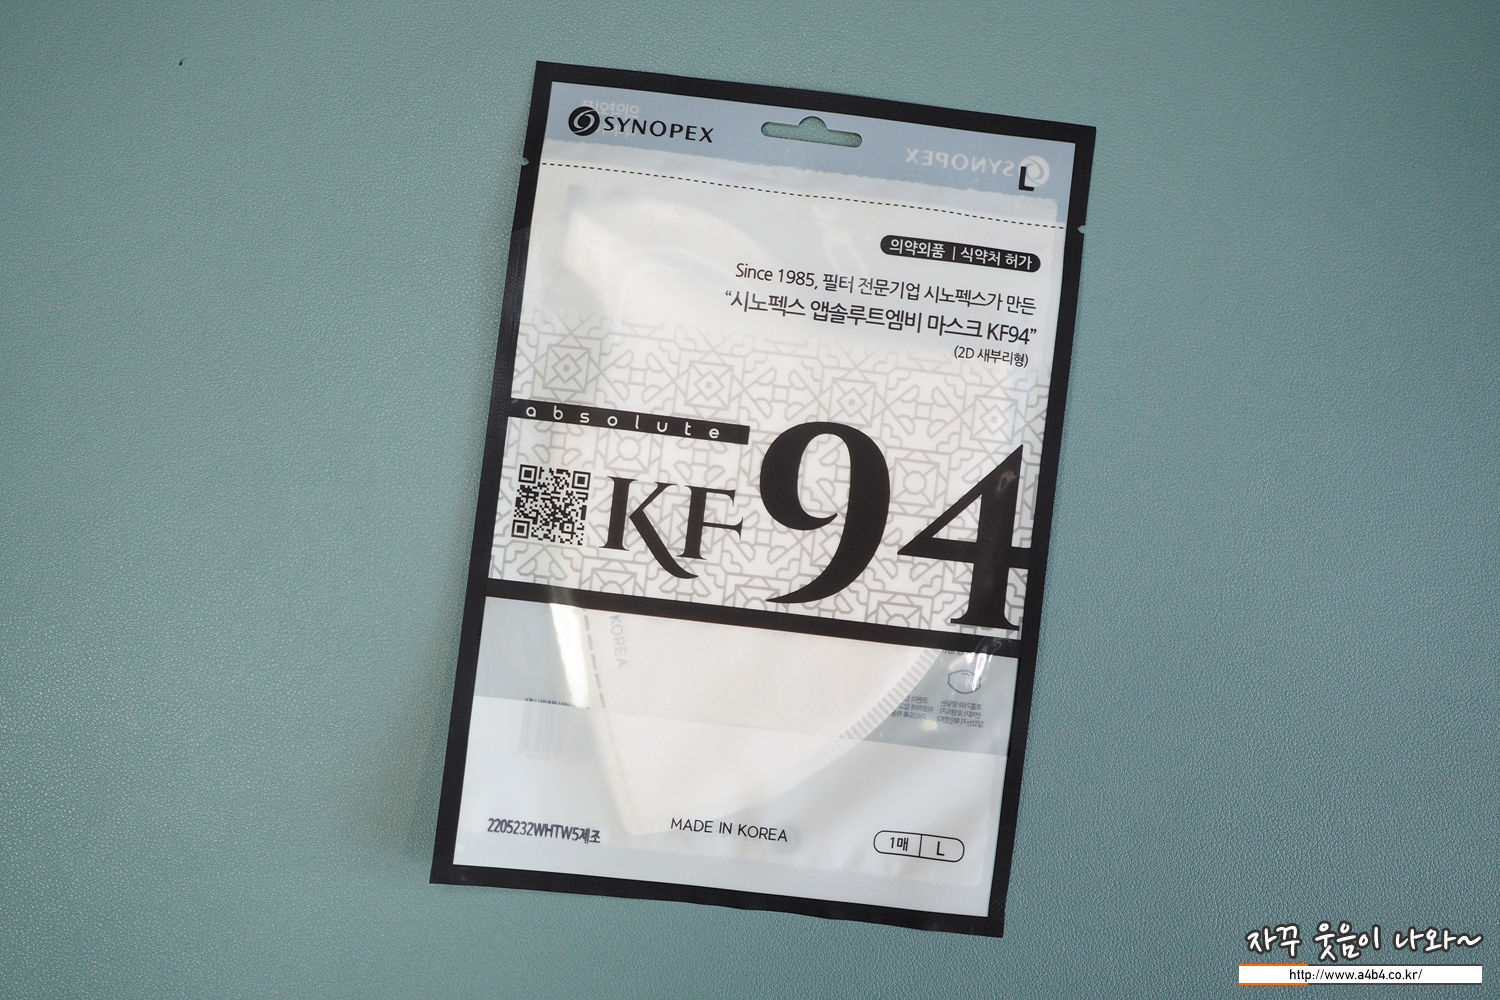 SYNOPEX
SYNOPEX
L
의약외품 | 식약처 허가
Since 1985, 필터 전문기업 시노펙스가 만든
“시노펙스 앱솔루트엠비 마스크 KF94”
(2D 새부리형)
absolute
KF94
KOREA
2205232WHTW5제조
MADE IN KOREA
1매 L
자꾸 웃음이 나와~
http://www.a4b4.co.kr/